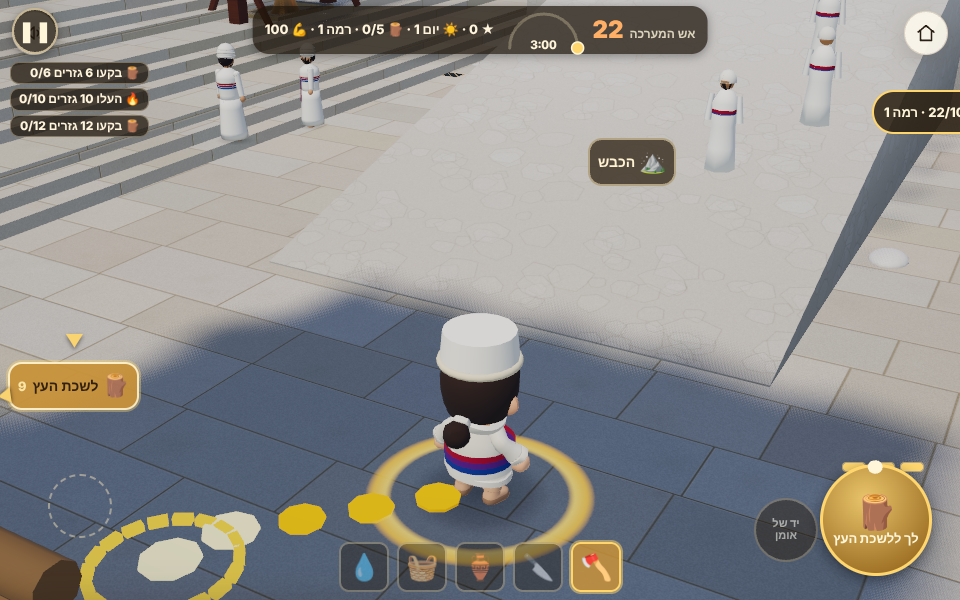 אש המערכה 22
3:00
★ 0 · ☀️ יום 1 · 🪵 0/5 · רמה 1 · 💪 100
🪵 בקעו 6 גזרים 0/6
🔥 העלו 10 גזרים 0/10
🪵 בקעו 12 גזרים 0/12
22/10 · רמה 1
הכבש
לשכת העץ 9
יד של
אומן
לך ללשכת העץ